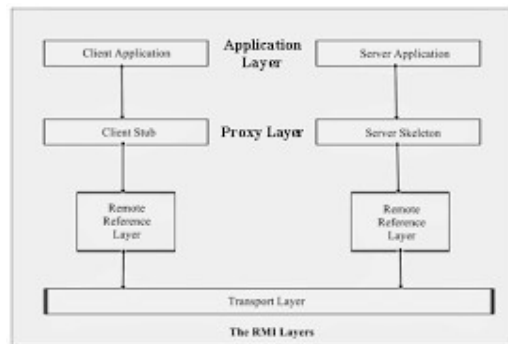 Client Application
Application
Layer
Server Application
Client Stub
Proxy Layer
Server Skeleton
Remote
Reference
Layer
Remote
Reference
Layer
Transport Layer
The RMI Layers